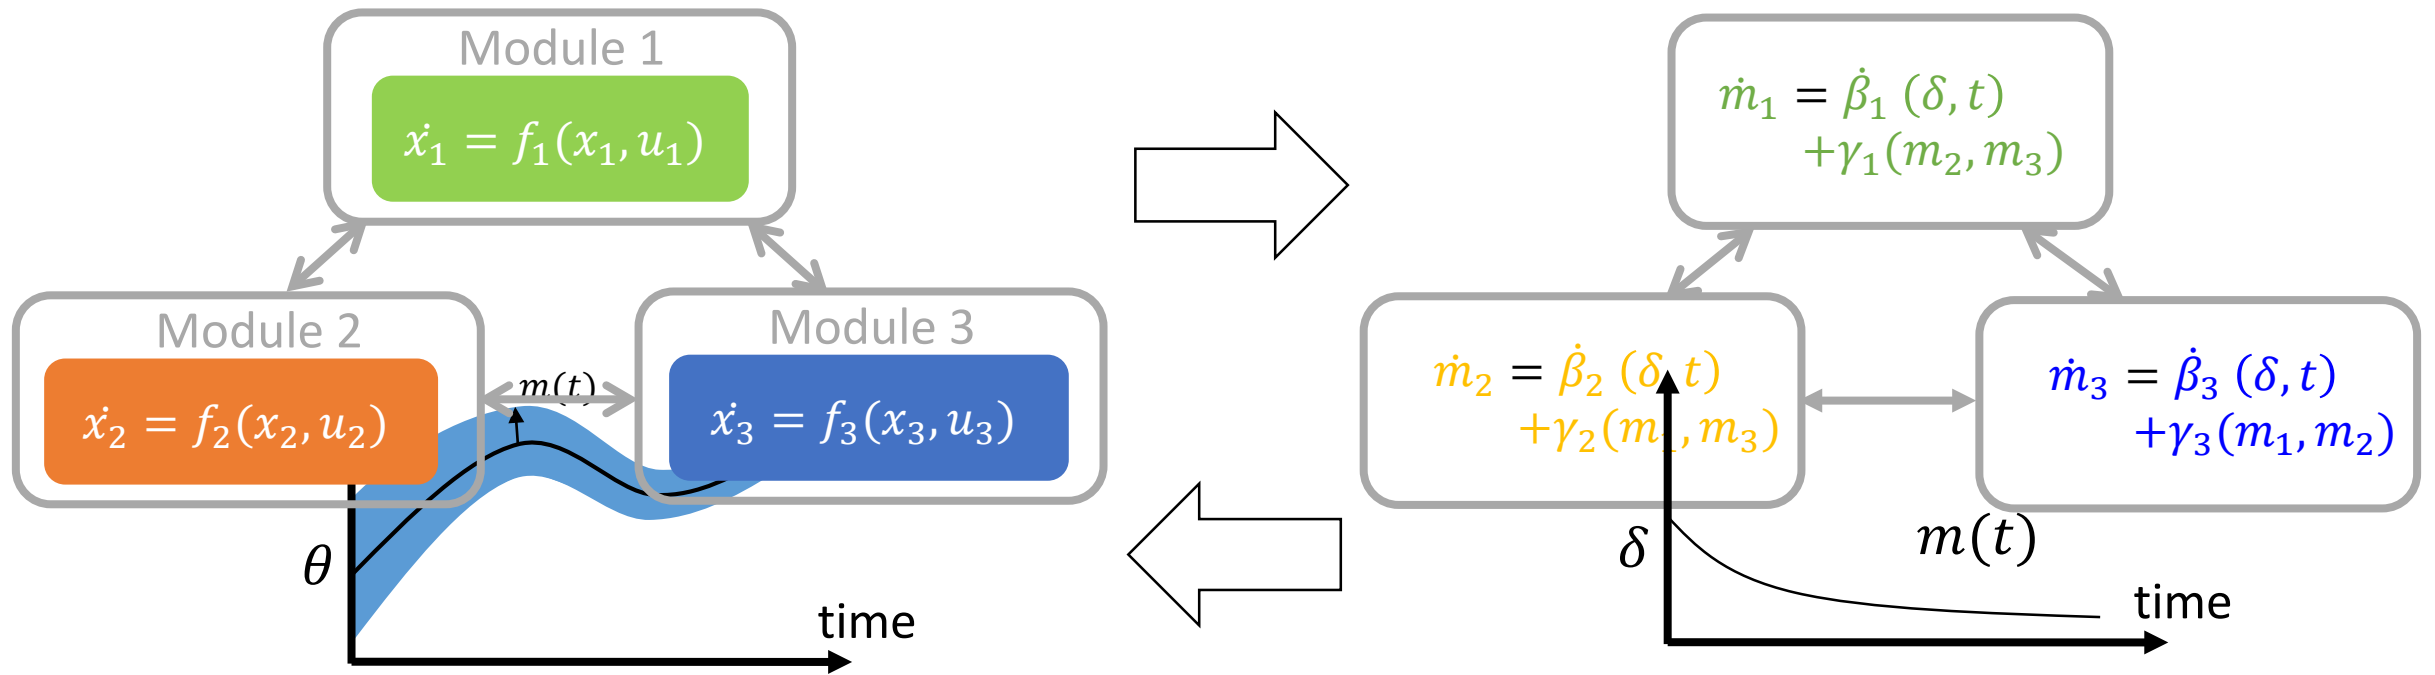 Module 1
ẋ₁ = f₁(x₁, u₁)
Module 2
ẋ₂ = f₂(x₂, u₂)
Module 3
ẋ₃ = f₃(x₃, u₃)
m(t)
θ
time
ṁ₁ = β̇₁ (δ, t)
+γ₁(m₂, m₃)
ṁ₂ = β̇₂ (δ, t)
+γ₂(m₁, m₃)
ṁ₃ = β̇₃ (δ, t)
+γ₃(m₁, m₂)
δ
m(t)
time